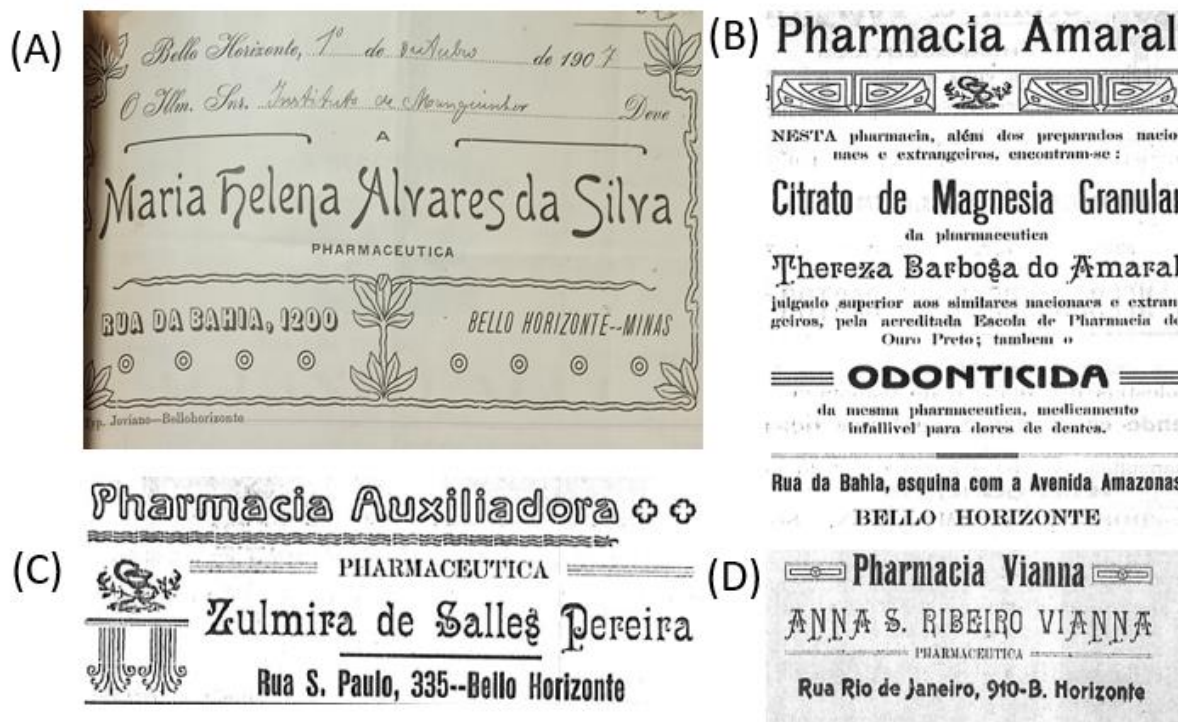 (A)
Bello Horizonte, 1º de outubro de 1907
O Illm. Snr. Instituto de Manguinhos Deve
A
Maria Helena Alvares da Silva
PHARMACEUTICA
RUA DA BAHIA, 1200
BELLO HORIZONTE--MINAS
Typ. Joviano--Bellohorizonte
(B)
Pharmacia Amaral
NESTA pharmacia, além dos preparados nacio-
naes e extrangeiros, encontram-se:
Citrato de Magnesia Granular
da pharmaceutica
Thereza Barbosa do Amaral
julgado superior aos similares nacionaes e extran
geiros, pela acreditada Escola de Pharmacia de
Ouro Preto; tambem o
ODONTICIDA
da mesma pharmaceutica, medicamento
infallivel para dores de dentes.
Rua da Bahia, esquina com a Avenida Amazonas
BELLO HORIZONTE
(C)
Pharmacia Auxiliadora
PHARMACEUTICA
Zulmira de Salles Pereira
Rua S. Paulo, 335--Bello Horizonte
(D)
Pharmacia Vianna
ANNA S. RIBEIRO VIANNA
PHARMACEUTICA
Rua Rio de Janeiro, 910-B. Horizonte